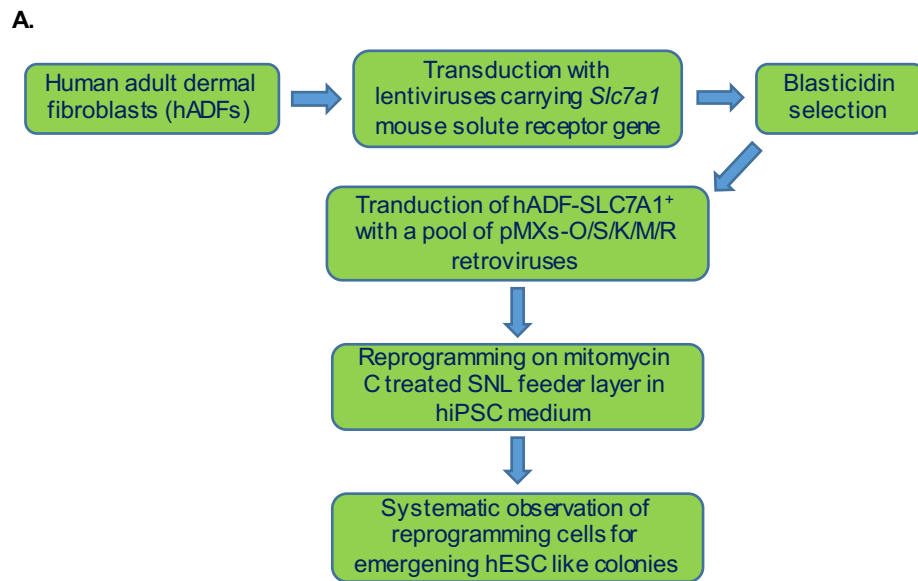 A.
Human adult dermal
fibroblasts (hADFs)
Transduction with
lentiviruses carrying Slc7a1
mouse solute receptor gene
Blasticidin
selection
Tranduction of hADF-SLC7A1⁺
with a pool of pMXs-O/S/K/M/R
retroviruses
Reprogramming on mitomycin
C treated SNL feeder layer in
hiPSC medium
Systematic observation of
reprogramming cells for
emergening hESC like colonies